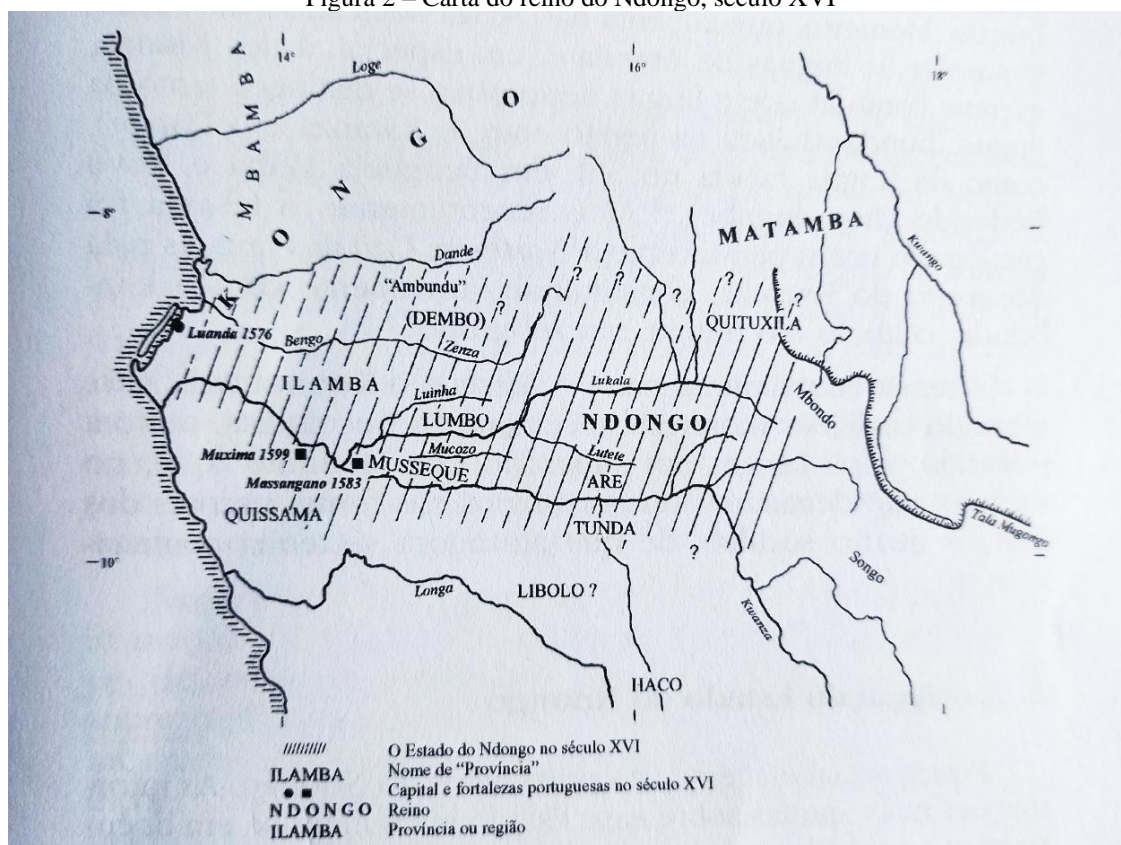 Figura 2 – Carta do reino do Ndongo, século XVI
14°
16°
18°
MBAMBA
Loge
KONGO
8°
MATAMBA
Kuango
Dande
"Ambundu"
(DEMBO)
?
?
?
?
?
?
QUITUXILA
Luanda 1576
Bengo
Zenza
ILAMBA
Luinha
Lukala
Mbondo
LUMBO
NDONGO
Muxima 1599
Mucozo
Lutete
MUSSEQUE
Massangano 1583
ARE
QUISSAMA
TUNDA
Tala Mugongo
?
10°
Songo
Longa
LIBOLO ?
Kwanza
HACO
O Estado do Ndongo no século XVI
ILAMBA Nome de "Província"
Capital e fortalezas portuguesas no século XVI
NDONGO Reino
ILAMBA Província ou região